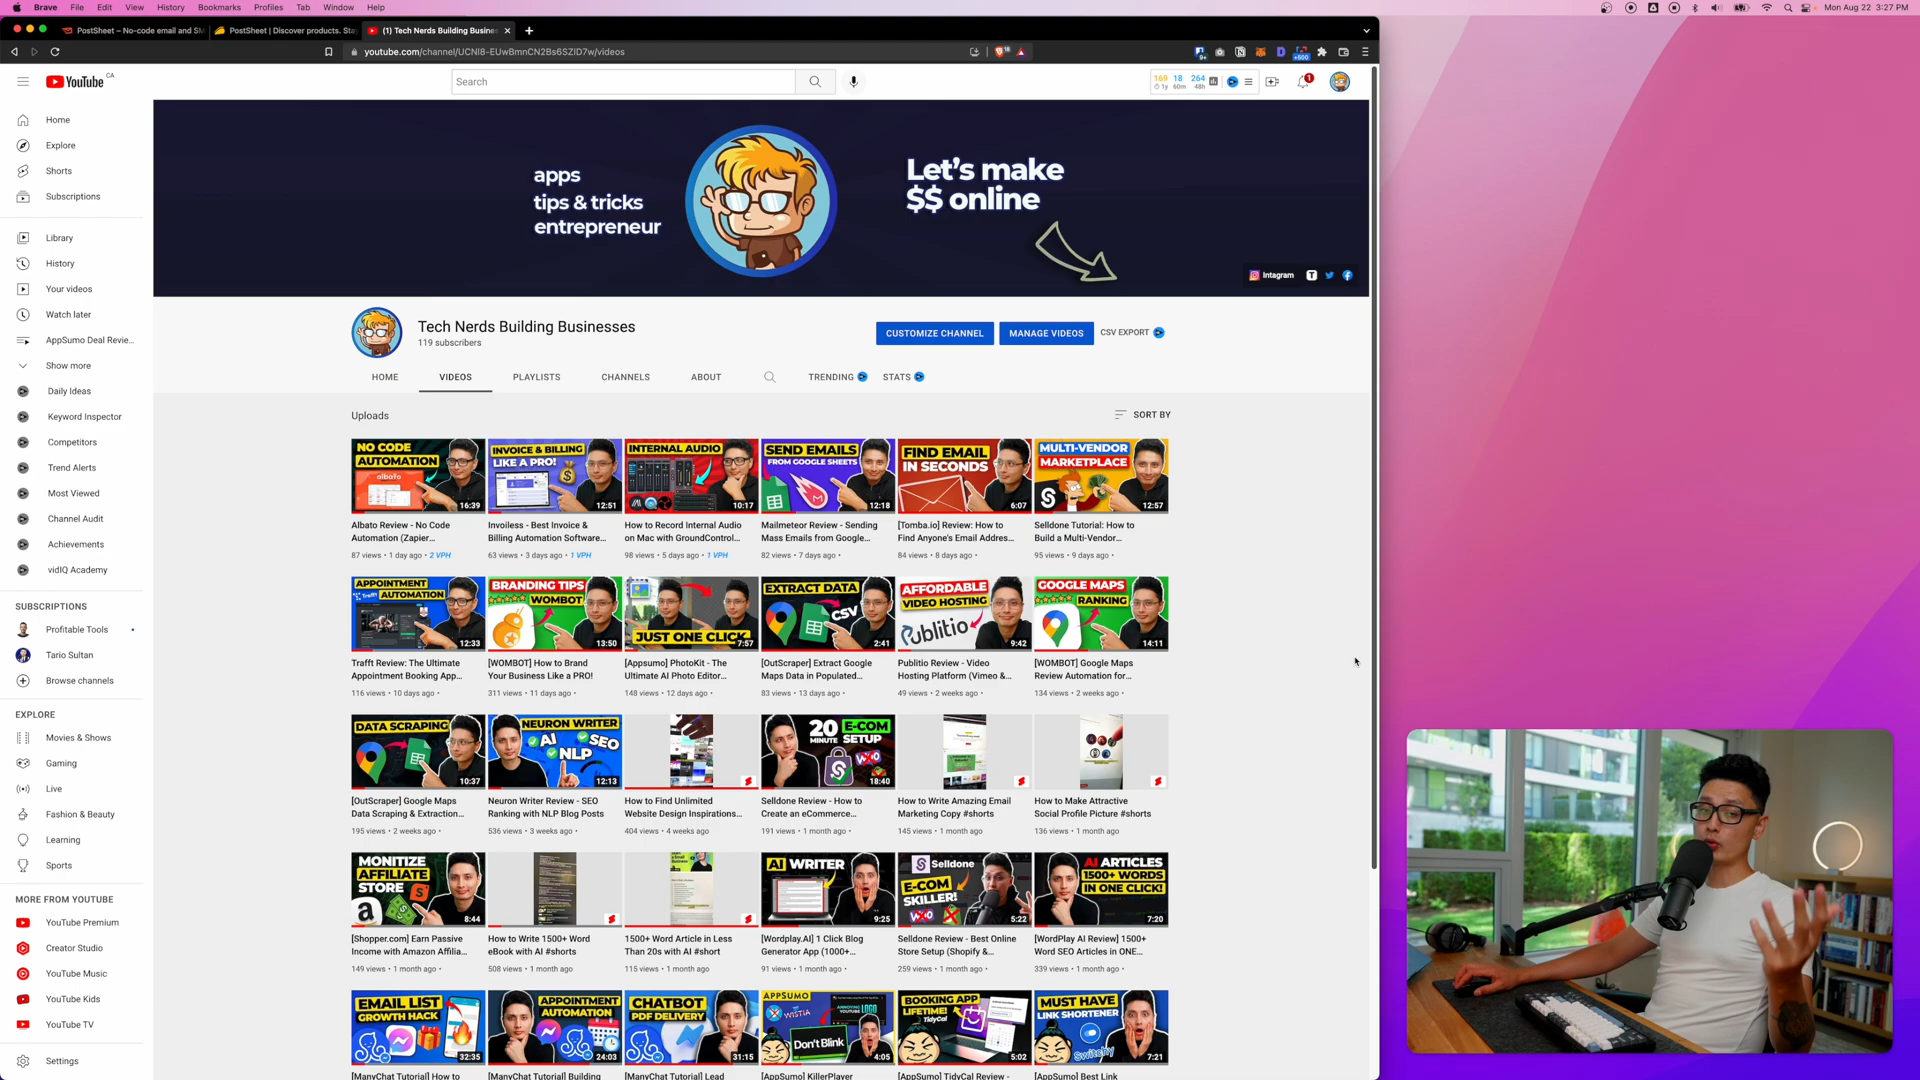 Brave File Edit View History Bookmarks Profiles Tab Window Help
Mon Aug 22 3:27 PM
PostSheet – No-code email and SM
PostSheet | Discover products. Sta
(1) Tech Nerds Building Busines
youtube.com/channel/UCNI8-EUwBmnCN2Bs6SZID7w/videos
YouTube CA
Search
169 18 264
1y 60m 48h
1
Home
Explore
Shorts
Subscriptions
Library
History
Your videos
Watch later
AppSumo Deal Revie...
Show more
Daily Ideas
Keyword Inspector
Competitors
Trend Alerts
Most Viewed
Channel Audit
Achievements
vidIQ Academy
SUBSCRIPTIONS
Profitable Tools
Tario Sultan
Browse channels
EXPLORE
Movies & Shows
Gaming
Live
Fashion & Beauty
Learning
Sports
MORE FROM YOUTUBE
YouTube Premium
Creator Studio
YouTube Music
YouTube Kids
YouTube TV
Settings
apps
tips & tricks
entrepreneur
Let's make
$$ online
Intagram
Tech Nerds Building Businesses
119 subscribers
CUSTOMIZE CHANNEL
MANAGE VIDEOS
CSV EXPORT
HOME VIDEOS PLAYLISTS CHANNELS ABOUT TRENDING STATS
Uploads
SORT BY
NO CODE
AUTOMATION
albato
16:39
Albato Review - No Code
Automation (Zapier...
87 views • 1 day ago • 2 VPH
INVOICE & BILLING
LIKE A PRO!
12:51
Invoiless - Best Invoice &
Billing Automation Software...
63 views • 3 days ago • 1 VPH
INTERNAL AUDIO
10:17
How to Record Internal Audio
on Mac with GroundControl...
98 views • 5 days ago • 1 VPH
SEND EMAILS
FROM GOOGLE SHEETS
12:18
Mailmeteor Review - Sending
Mass Emails from Google...
82 views • 7 days ago •
FIND EMAIL
IN SECONDS
6:07
[Tomba.io] Review: How to
Find Anyone's Email Addres...
84 views • 8 days ago •
MULTI-VENDOR
MARKETPLACE
12:57
Selldone Tutorial: How to
Build a Multi-Vendor...
95 views • 9 days ago •
APPOINTMENT
Trafft AUTOMATION
12:33
Trafft Review: The Ultimate
Appointment Booking App...
116 views • 10 days ago •
BRANDING TIPS
WOMBOT
13:50
[WOMBOT] How to Brand
Your Business Like a PRO!
311 views • 11 days ago •
JUST ONE CLICK
7:57
[Appsumo] PhotoKit - The
Ultimate AI Photo Editor...
148 views • 12 days ago •
EXTRACT DATA
CSV
2:41
[OutScraper] Extract Google
Maps Data in Populated...
83 views • 13 days ago •
AFFORDABLE
VIDEO HOSTING
Publitio
9:42
Publitio Review - Video
Hosting Platform (Vimeo &...
49 views • 2 weeks ago •
GOOGLE MAPS
RANKING
14:11
[WOMBOT] Google Maps
Review Automation for...
134 views • 2 weeks ago •
DATA SCRAPING
10:37
[OutScraper] Google Maps
Data Scraping & Extraction...
195 views • 2 weeks ago •
NEURON WRITER
AI SEO
NLP
12:13
Neuron Writer Review - SEO
Ranking with NLP Blog Posts
536 views • 3 weeks ago •
How to Find Unlimited
Website Design Inspirations...
404 views • 4 weeks ago
20 E-COM
MINUTE SETUP
WOO
18:40
Selldone Review - How to
Create an eCommerce...
191 views • 1 month ago •
How to Write Amazing Email
Marketing Copy #shorts
145 views • 1 month ago
How to Make Attractive
Social Profile Picture #shorts
136 views • 1 month ago
MONITIZE
AFFILIATE
STORE
8:44
[Shopper.com] Earn Passive
Income with Amazon Affilia...
149 views • 1 month ago •
How to Write 1500+ Word
eBook with AI #shorts
508 views • 1 month ago
1500+ Word Article in Less
Than 20s with AI #short
115 views • 1 month ago
AI WRITER
9:25
[Wordplay.AI] 1 Click Blog
Generator App (1000+...
91 views • 1 month ago •
Selldone
E-COM
SKILLER!
WOO
5:22
Selldone Review - Best Online
Store Setup (Shopify &...
259 views • 1 month ago •
AI ARTICLES
1500+ WORDS
IN ONE CLICK!
7:20
[WordPlay AI Review] 1500+
Word SEO Articles in ONE...
339 views • 1 month ago •
EMAIL LIST
GROWTH HACK
32:35
[ManyChat Tutorial] How to
APPOINTMENT
AUTOMATION
24:03
[ManyChat Tutorial] Building
CHATBOT
PDF DELIVERY
31:15
[ManyChat Tutorial] Lead
APPSUMO
WISTIA
Don't Blink
4:05
[AppSumo] KillerPlayer
BOOKING APP
LIFETIME! TidyCal
5:02
[AppSumo] TidyCal Review -
MUST HAVE
LINK SHORTENER
Switchy
7:21
[AppSumo] Best Link